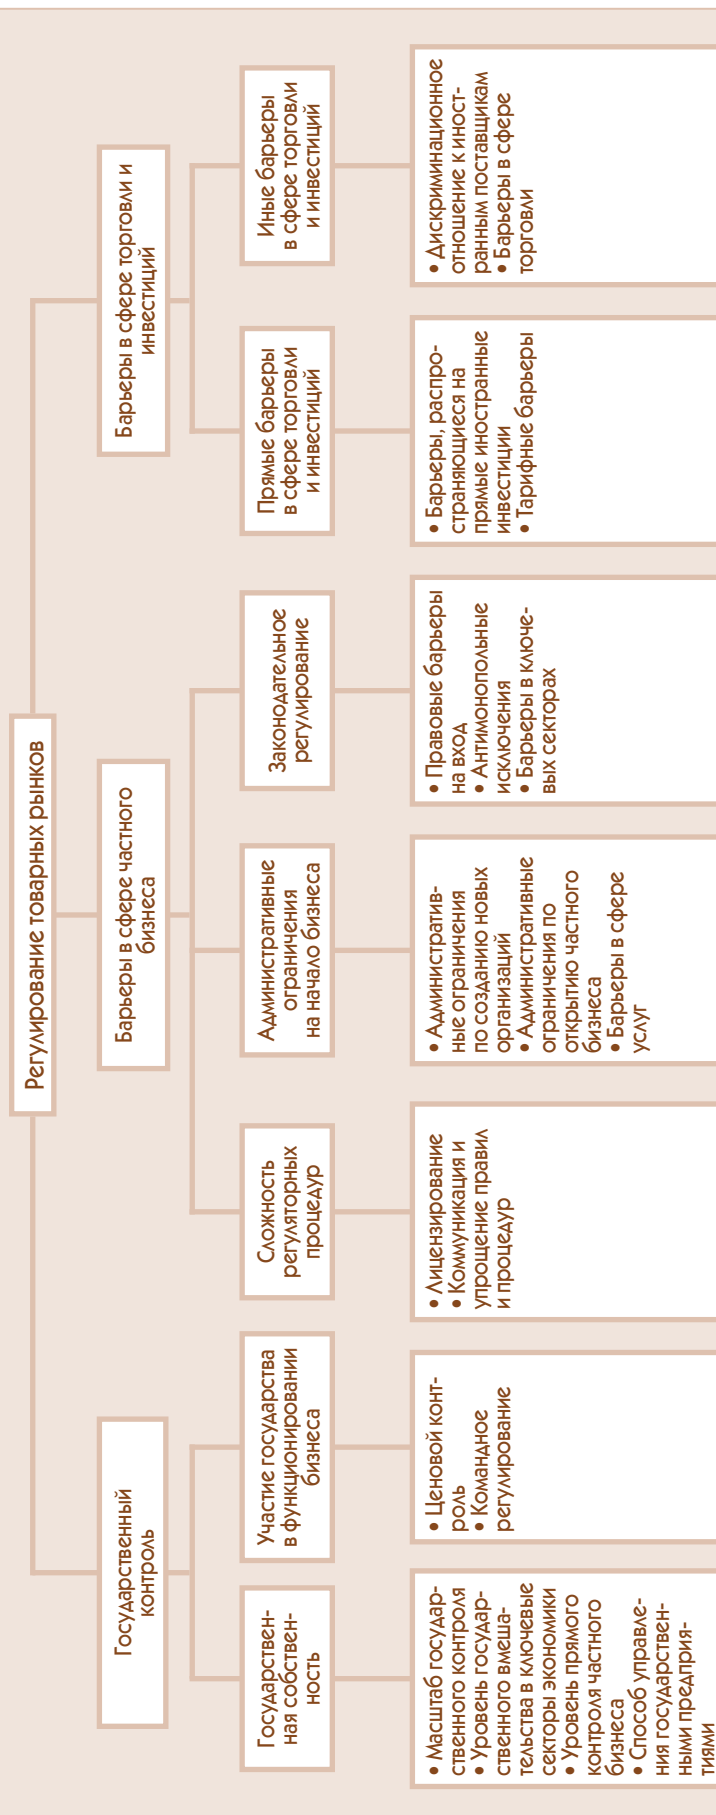 Регулирование товарных рынков
Государственный
контроль
Барьеры в сфере частного
бизнеса
Барьеры в сфере торговли и
инвестиций
Государствен-
ная собствен-
ность
Участие государства
в функционировании
бизнеса
Сложность
регуляторных
процедур
Административные
ограничения
на начало бизнеса
Законодательное
регулирование
Прямые барьеры
в сфере торговли
и инвестиций
Иные барьеры
в сфере торговли
и инвестиций
• Масштаб государ-
ственного контроля
• Уровень государ-
ственного вмеша-
тельства в ключевые
секторы экономики
• Уровень прямого
контроля частного
бизнеса
• Способ управле-
ния государствен-
ными предприя-
тиями
• Ценовой конт-
роль
• Командное
регулирование
• Лицензирование
• Коммуникация и
упрощение правил
и процедур
• Административ-
ные ограничения
по созданию новых
организаций
• Административные
ограничения по
открытию частного
бизнеса
• Барьеры в сфере
услуг
• Правовые барьеры
на вход
• Антимонопольные
исключения
• Барьеры в ключе-
вых секторах
• Барьеры, распро-
страняющиеся на
прямые иностранные
инвестиции
• Тарифные барьеры
• Дискриминационное
отношение к иност-
ранным поставщикам
• Барьеры в сфере
торговли